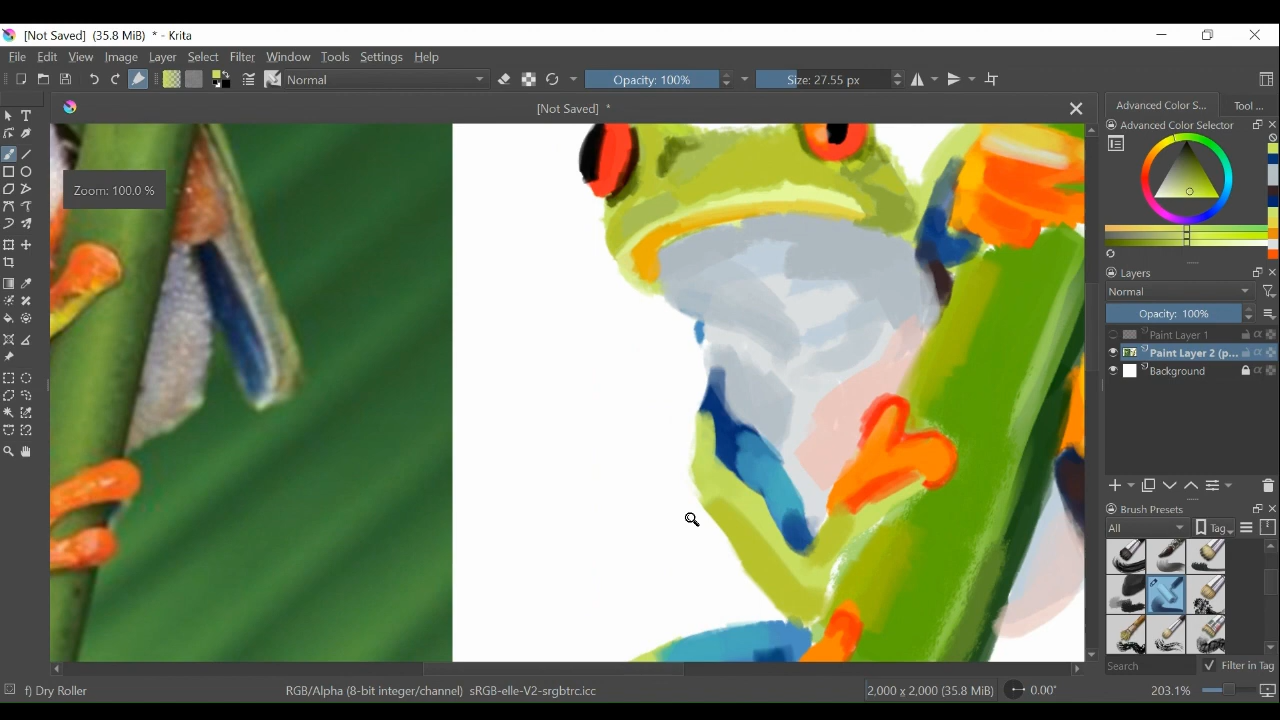 [Not Saved] (35.8 MiB) * - Krita
File Edit View Image Layer Select Filter Window Tools Settings Help
Normal
Opacity: 100%
Size: 27.55 px
[Not Saved] *
Advanced Color S...
Tool ...
Advanced Color Selector
Zoom: 100.0 %
Layers
Normal
Opacity: 100%
Paint Layer 1
Paint Layer 2 (p...
Background
Brush Presets
All
Tag
Search
Filter in Tag
f) Dry Roller
RGB/Alpha (8-bit integer/channel) sRGB-elle-V2-srgbtrc.icc
2,000 x 2,000 (35.8 MiB)
0.00°
203.1%